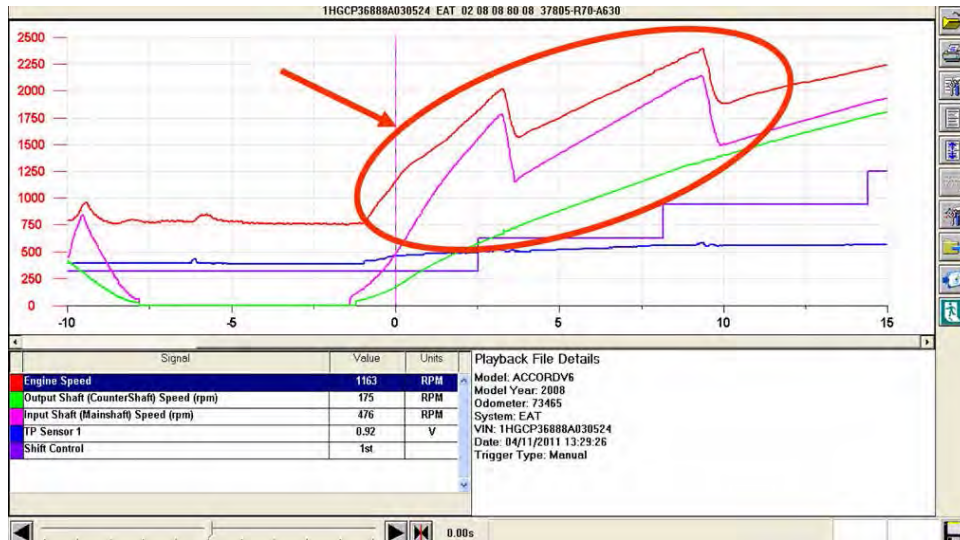 1HGCP36888A030524 EAT 02 08 08 80 08 37805-R70-A630
2500
2250
2000
1750
1500
1250
1000
750
500
250
0
-10 -5 0 5 10 15
Signal Value Units
Engine Speed 1163 RPM
Output Shaft (CounterShaft) Speed (rpm) 175 RPM
Input Shaft (Mainshaft) Speed (rpm) 476 RPM
TP Sensor 1 0.92 V
Shift Control 1st
Playback File Details
Model: ACCORDV6
Model Year: 2008
Odometer: 73465
System: EAT
VIN: 1HGCP36888A030524
Date: 04/11/2011 13:29:26
Trigger Type: Manual
0.00s